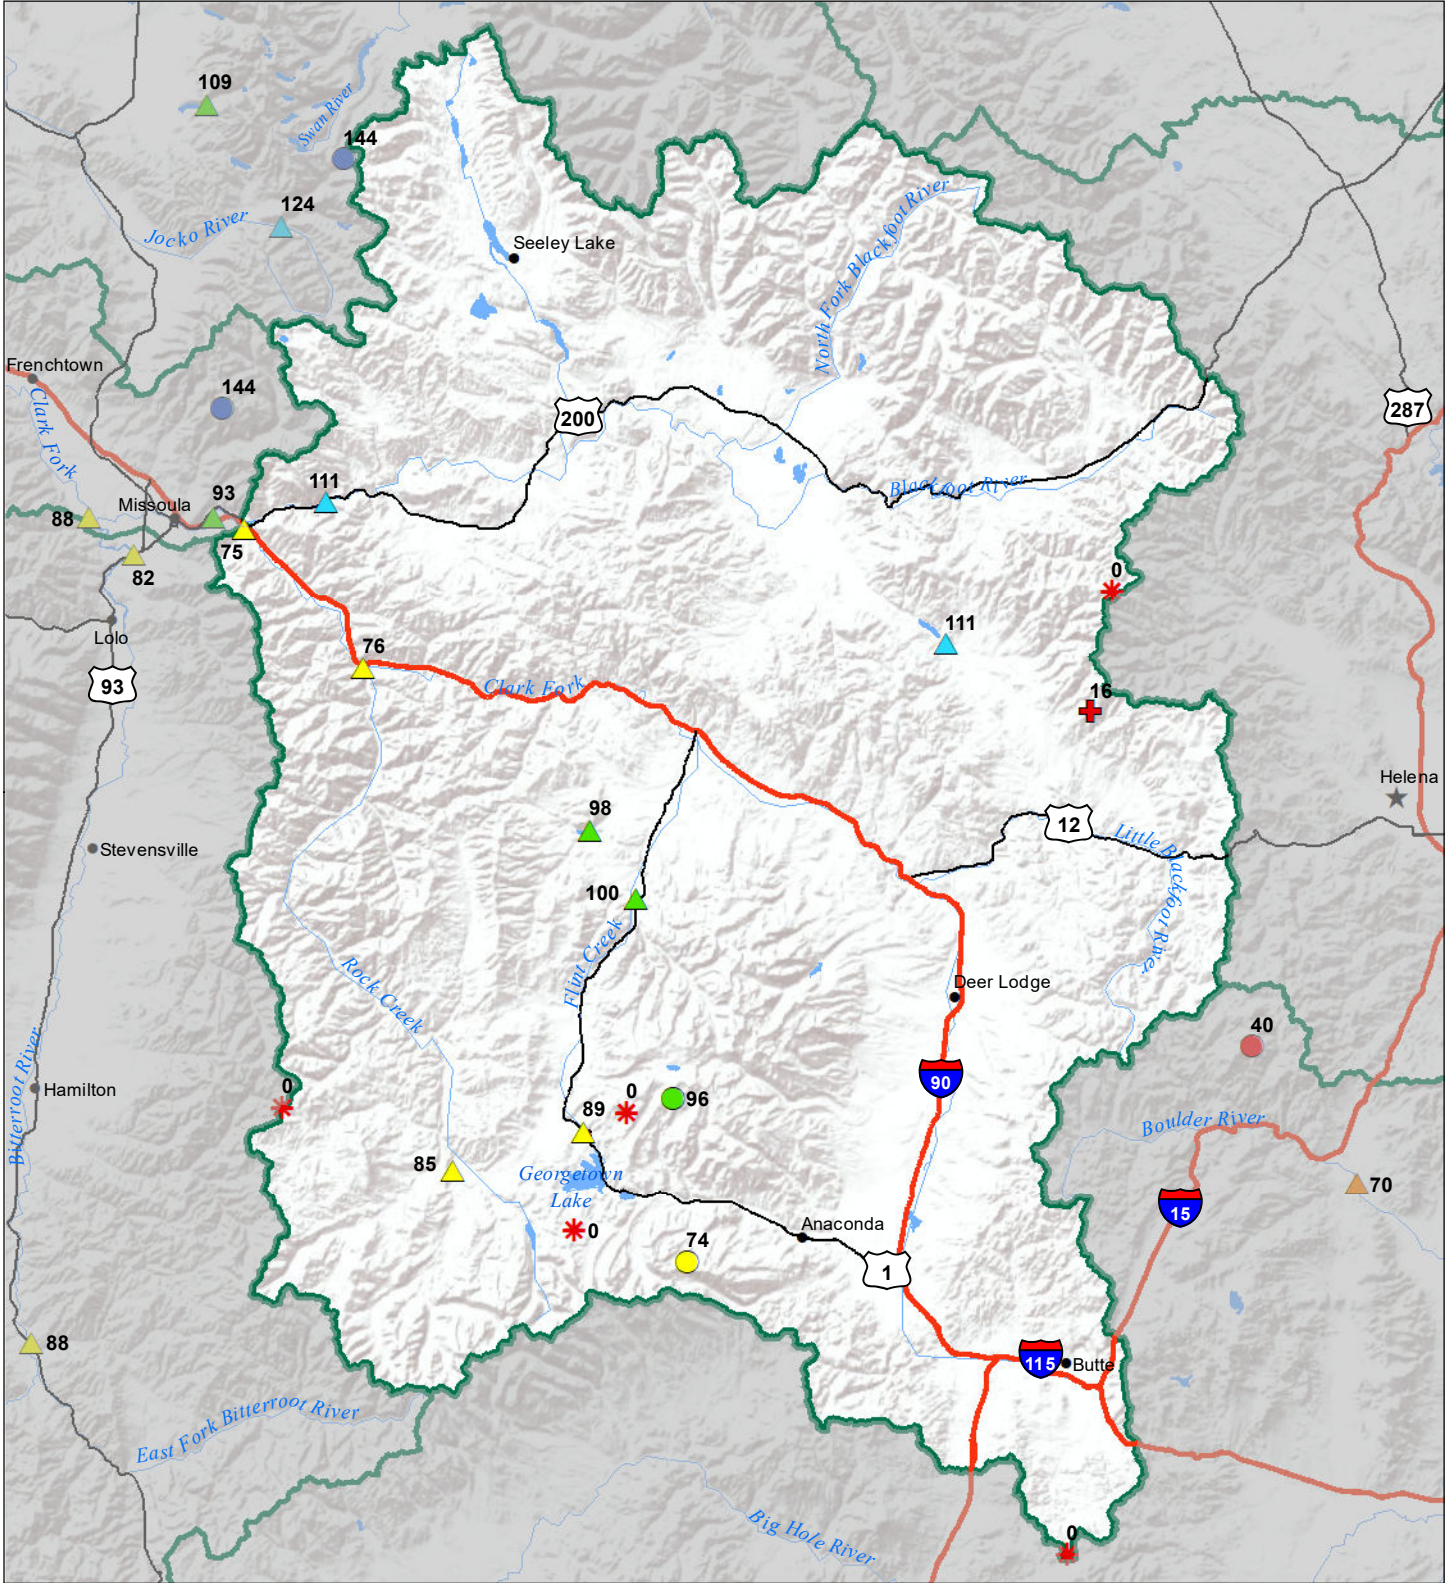 109
Swan River
144
124
Jocko River
Seeley Lake
North Fork Blackfoot River
Frenchtown
144
Clark Fork
200
287
Blackfoot River
111
93
Missoula
88
75
82
0
111
Lolo
76
93
Clark Fork
16
Helena
98
12
Little Blackfoot River
Stevensville
100
Flint Creek
Rock Creek
Deer Lodge
40
Bitterroot River
Hamilton
0
90
0
96
89
Boulder River
85
Georgetown
Lake
70
15
0
Anaconda
74
1
88
115
Butte
East Fork Bitterroot River
Big Hole River
0